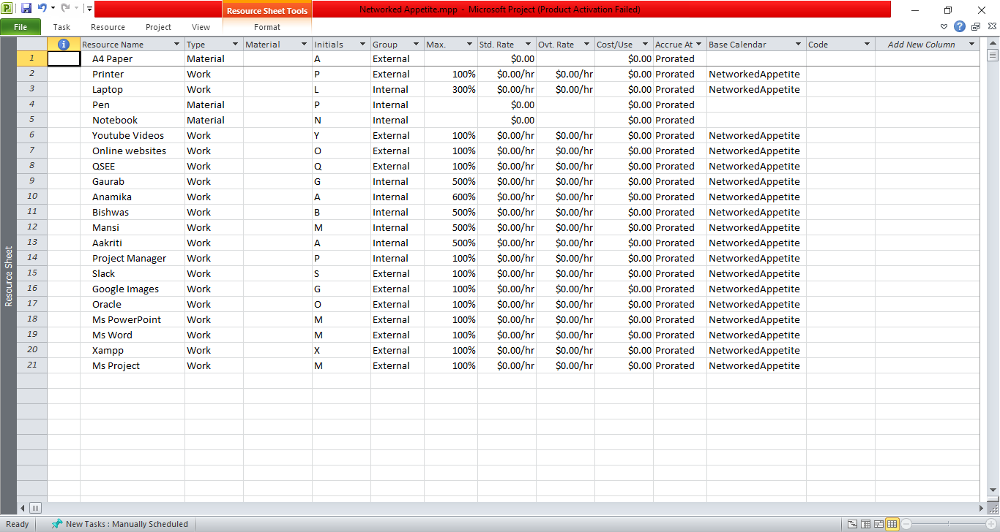 Networked Appetite.mpp - Microsoft Project (Product Activation Failed)
Resource Sheet Tools
File Task Resource Project View Format
Resource Name Type Material Initials Group Max. Std. Rate Ovt. Rate Cost/Use Accrue At Base Calendar Code Add New Column
1 A4 Paper Material A External $0.00 $0.00 Prorated
2 Printer Work P External 100% $0.00/hr $0.00/hr $0.00 Prorated NetworkedAppetite
3 Laptop Work L Internal 300% $0.00/hr $0.00/hr $0.00 Prorated NetworkedAppetite
4 Pen Material P Internal $0.00 $0.00 Prorated
5 Notebook Material N Internal $0.00 $0.00 Prorated
6 Youtube Videos Work Y External 100% $0.00/hr $0.00/hr $0.00 Prorated NetworkedAppetite
7 Online websites Work O External 100% $0.00/hr $0.00/hr $0.00 Prorated NetworkedAppetite
8 QSEE Work Q External 100% $0.00/hr $0.00/hr $0.00 Prorated NetworkedAppetite
9 Gaurab Work G Internal 500% $0.00/hr $0.00/hr $0.00 Prorated NetworkedAppetite
10 Anamika Work A Internal 600% $0.00/hr $0.00/hr $0.00 Prorated NetworkedAppetite
11 Bishwas Work B Internal 500% $0.00/hr $0.00/hr $0.00 Prorated NetworkedAppetite
12 Mansi Work M Internal 500% $0.00/hr $0.00/hr $0.00 Prorated NetworkedAppetite
13 Aakriti Work A Internal 500% $0.00/hr $0.00/hr $0.00 Prorated NetworkedAppetite
14 Project Manager Work P Internal 100% $0.00/hr $0.00/hr $0.00 Prorated NetworkedAppetite
15 Slack Work S External 100% $0.00/hr $0.00/hr $0.00 Prorated NetworkedAppetite
16 Google Images Work G External 100% $0.00/hr $0.00/hr $0.00 Prorated NetworkedAppetite
17 Oracle Work O External 100% $0.00/hr $0.00/hr $0.00 Prorated NetworkedAppetite
18 Ms PowerPoint Work M External 100% $0.00/hr $0.00/hr $0.00 Prorated NetworkedAppetite
19 Ms Word Work M External 100% $0.00/hr $0.00/hr $0.00 Prorated NetworkedAppetite
20 Xampp Work X External 100% $0.00/hr $0.00/hr $0.00 Prorated NetworkedAppetite
21 Ms Project Work M External 100% $0.00/hr $0.00/hr $0.00 Prorated NetworkedAppetite
Resource Sheet
Ready New Tasks : Manually Scheduled